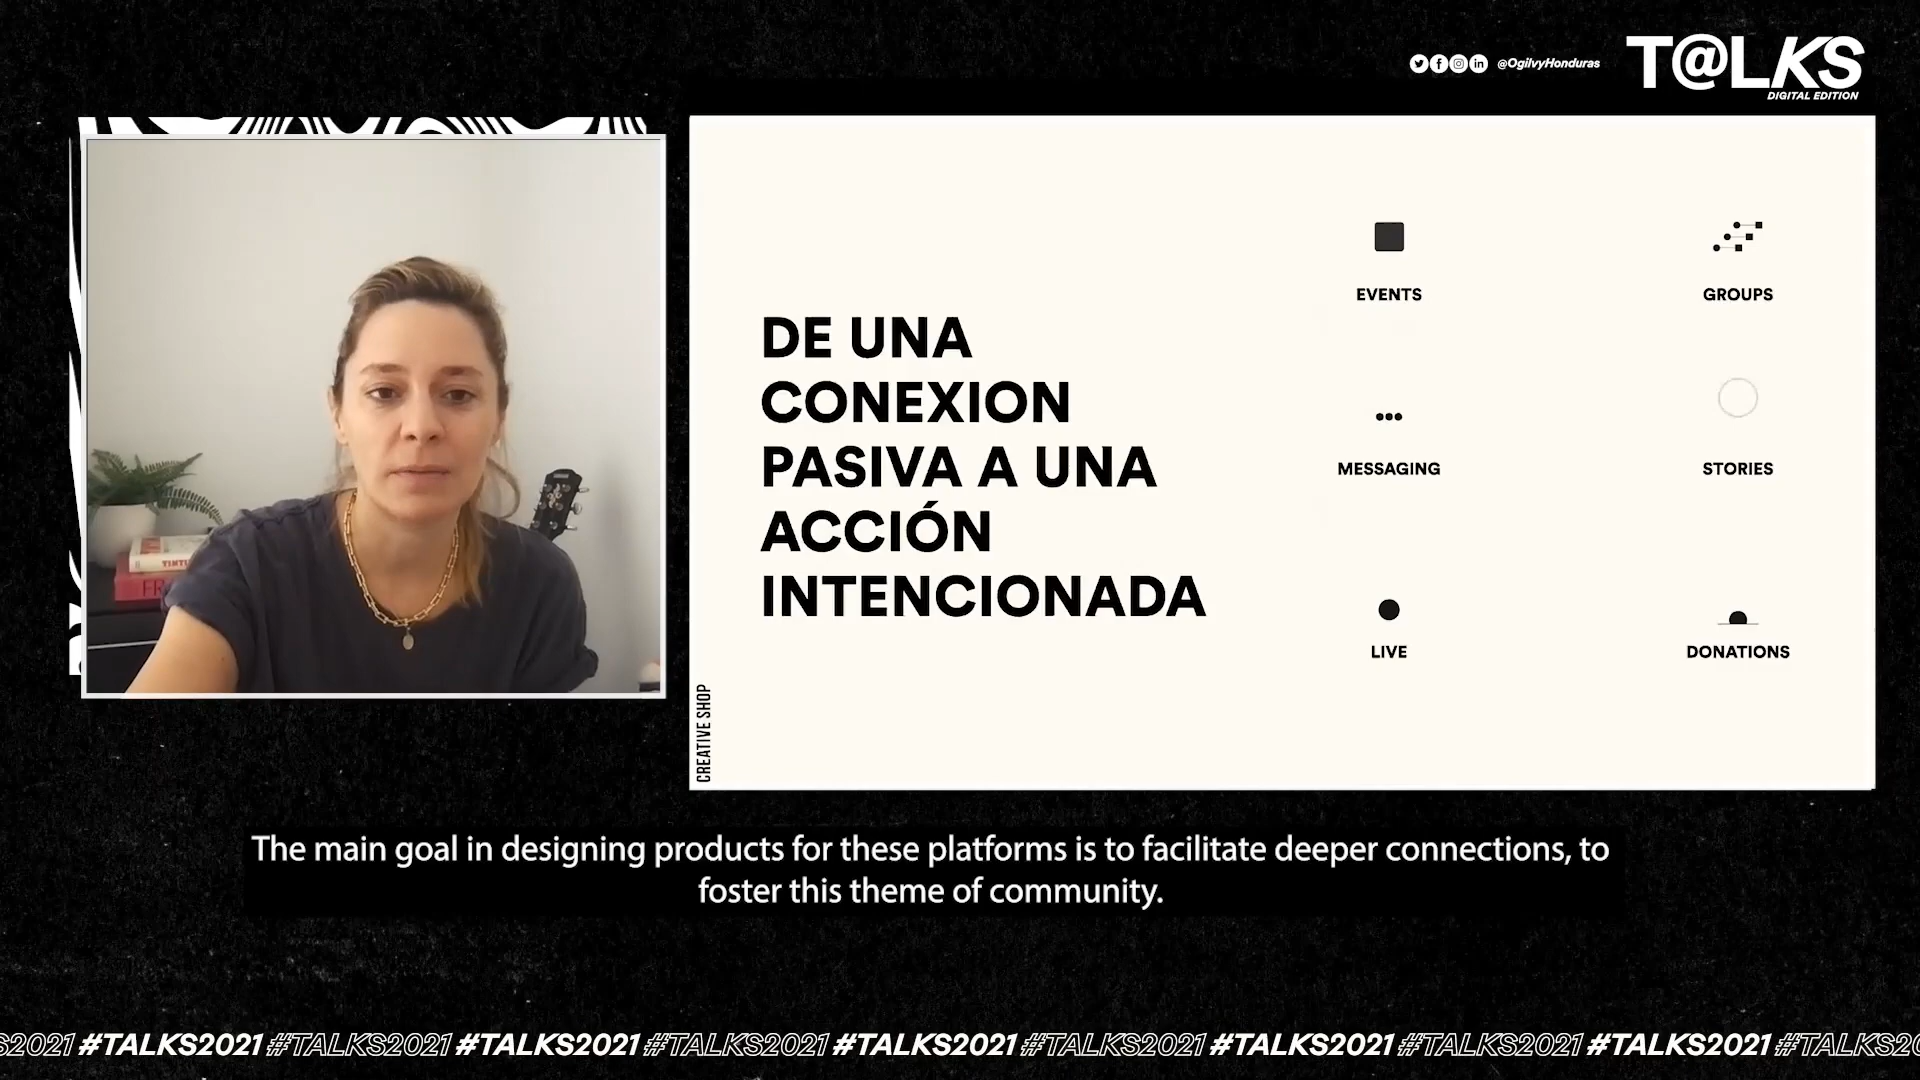 @OgilvyHonduras
T@LKS
DIGITAL EDITION
DE UNA
CONEXION
PASIVA A UNA
ACCIÓN
INTENCIONADA
EVENTS
GROUPS
MESSAGING
STORIES
LIVE
DONATIONS
CREATIVE SHOP
The main goal in designing products for these platforms is to facilitate deeper connections, to
foster this theme of community.
S2021 #TALKS2021 #TALKS2021 #TALKS2021 #TALKS2021 #TALKS2021 #TALKS2021 #TALKS2021 #TALKS2021 #TALKS2021 #TALKS2